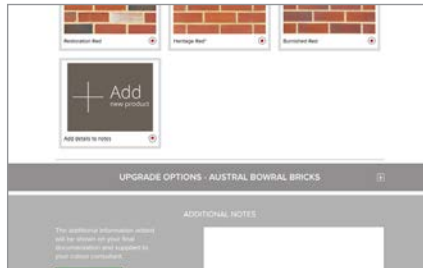 Restoration Red
Heritage Red*
Burnished Red
Add
new product
Add details to notes
UPGRADE OPTIONS - AUSTRAL BOWRAL BRICKS
ADDITIONAL NOTES
The additional information written
will be shown on your final
documentation and supplied to
your colour consultant.